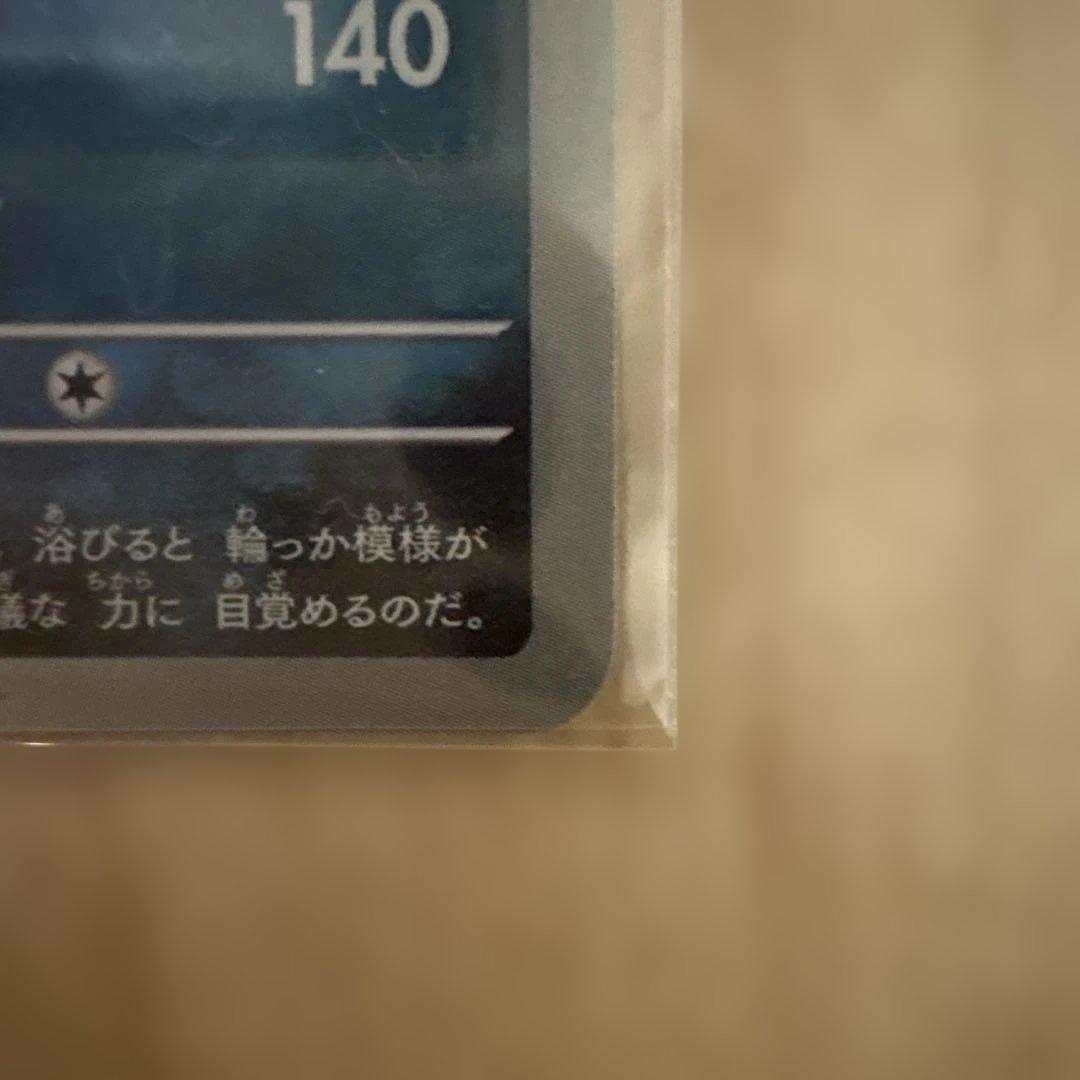 140
浴びると 輪っか模様が
議な 力に 目覚めるのだ。